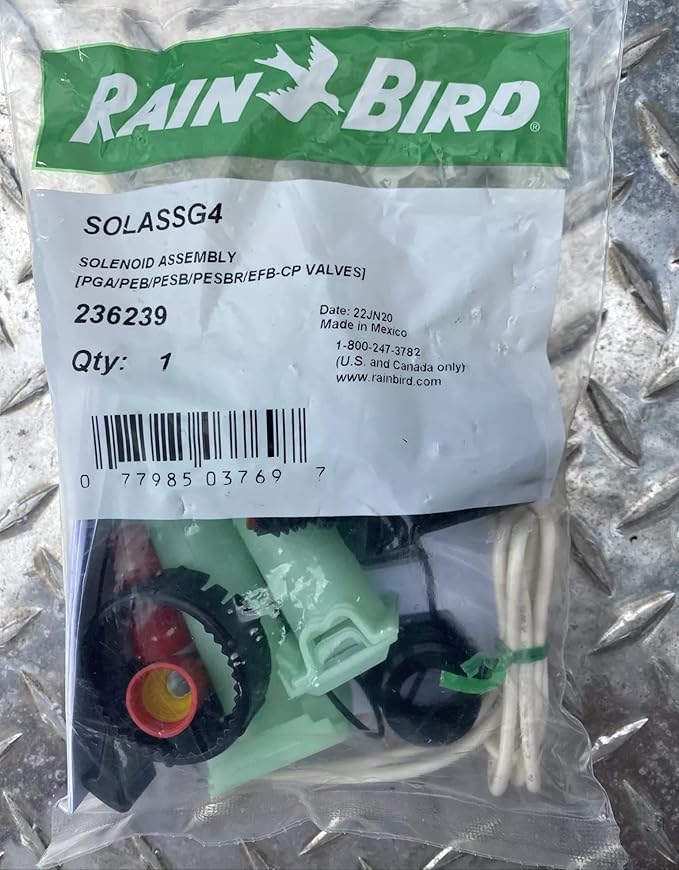 RAIN BIRD®
SOLASSG4
SOLENOID ASSEMBLY
[PGA/PEB/PESB/PESBR/EFB-CP VALVES]
236239
Date: 22JN20
Made in Mexico
Qty: 1
1-800-247-3782
(U.S. and Canada only)
www.rainbird.com
0 77985 03769 7